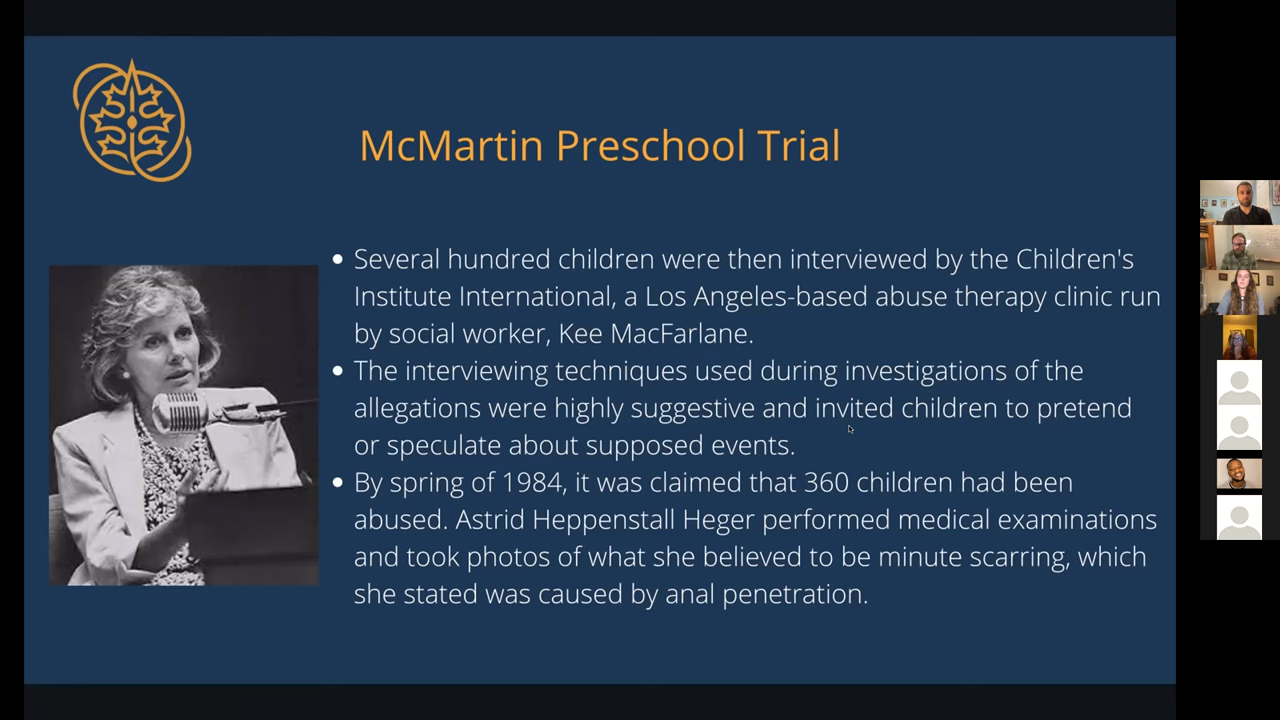 McMartin Preschool Trial
• Several hundred children were then interviewed by the Children's
Institute International, a Los Angeles-based abuse therapy clinic run
by social worker, Kee MacFarlane.
• The interviewing techniques used during investigations of the
allegations were highly suggestive and invited children to pretend
or speculate about supposed events.
• By spring of 1984, it was claimed that 360 children had been
abused. Astrid Heppenstall Heger performed medical examinations
and took photos of what she believed to be minute scarring, which
she stated was caused by anal penetration.